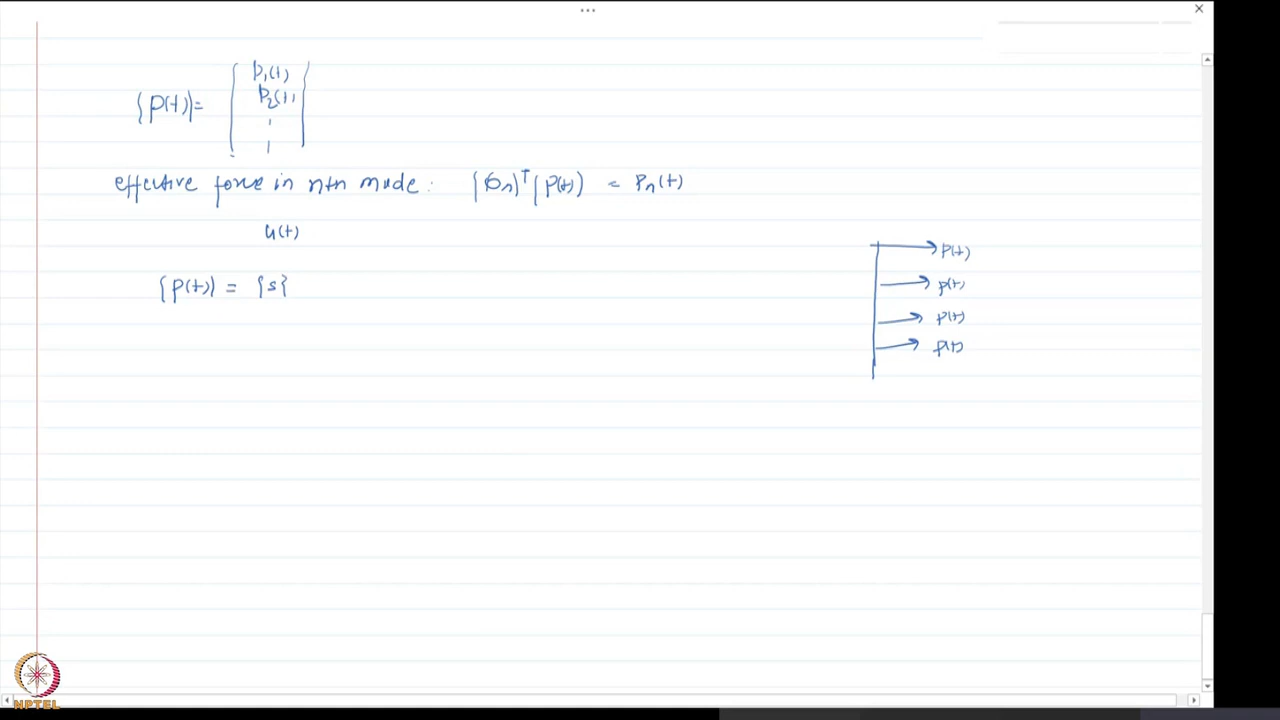 {p(t)} = { p₁(t)
p₂(t)
effective force in nth mode : {φn}ᵀ {p(t)} = Pn(t)
u(t)
{p(t)} = {s}
p(t)
p(t)
p(t)
p(t)
NPTEL